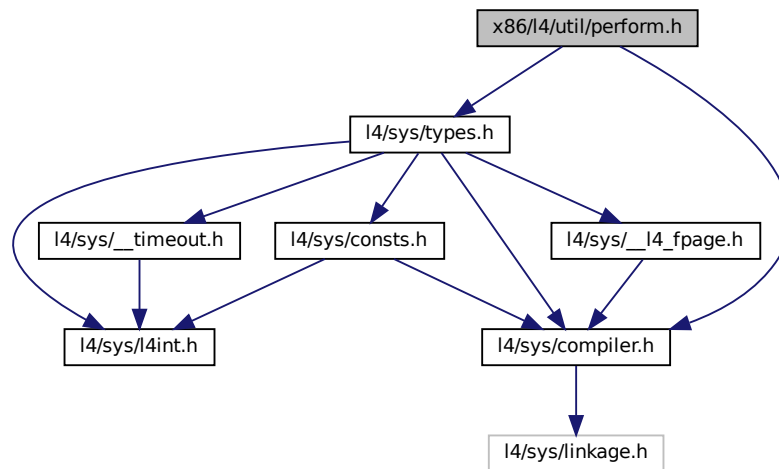 x86/l4/util/perform.h
l4/sys/types.h
l4/sys/__timeout.h
l4/sys/consts.h
l4/sys/__l4_fpage.h
l4/sys/l4int.h
l4/sys/compiler.h
l4/sys/linkage.h